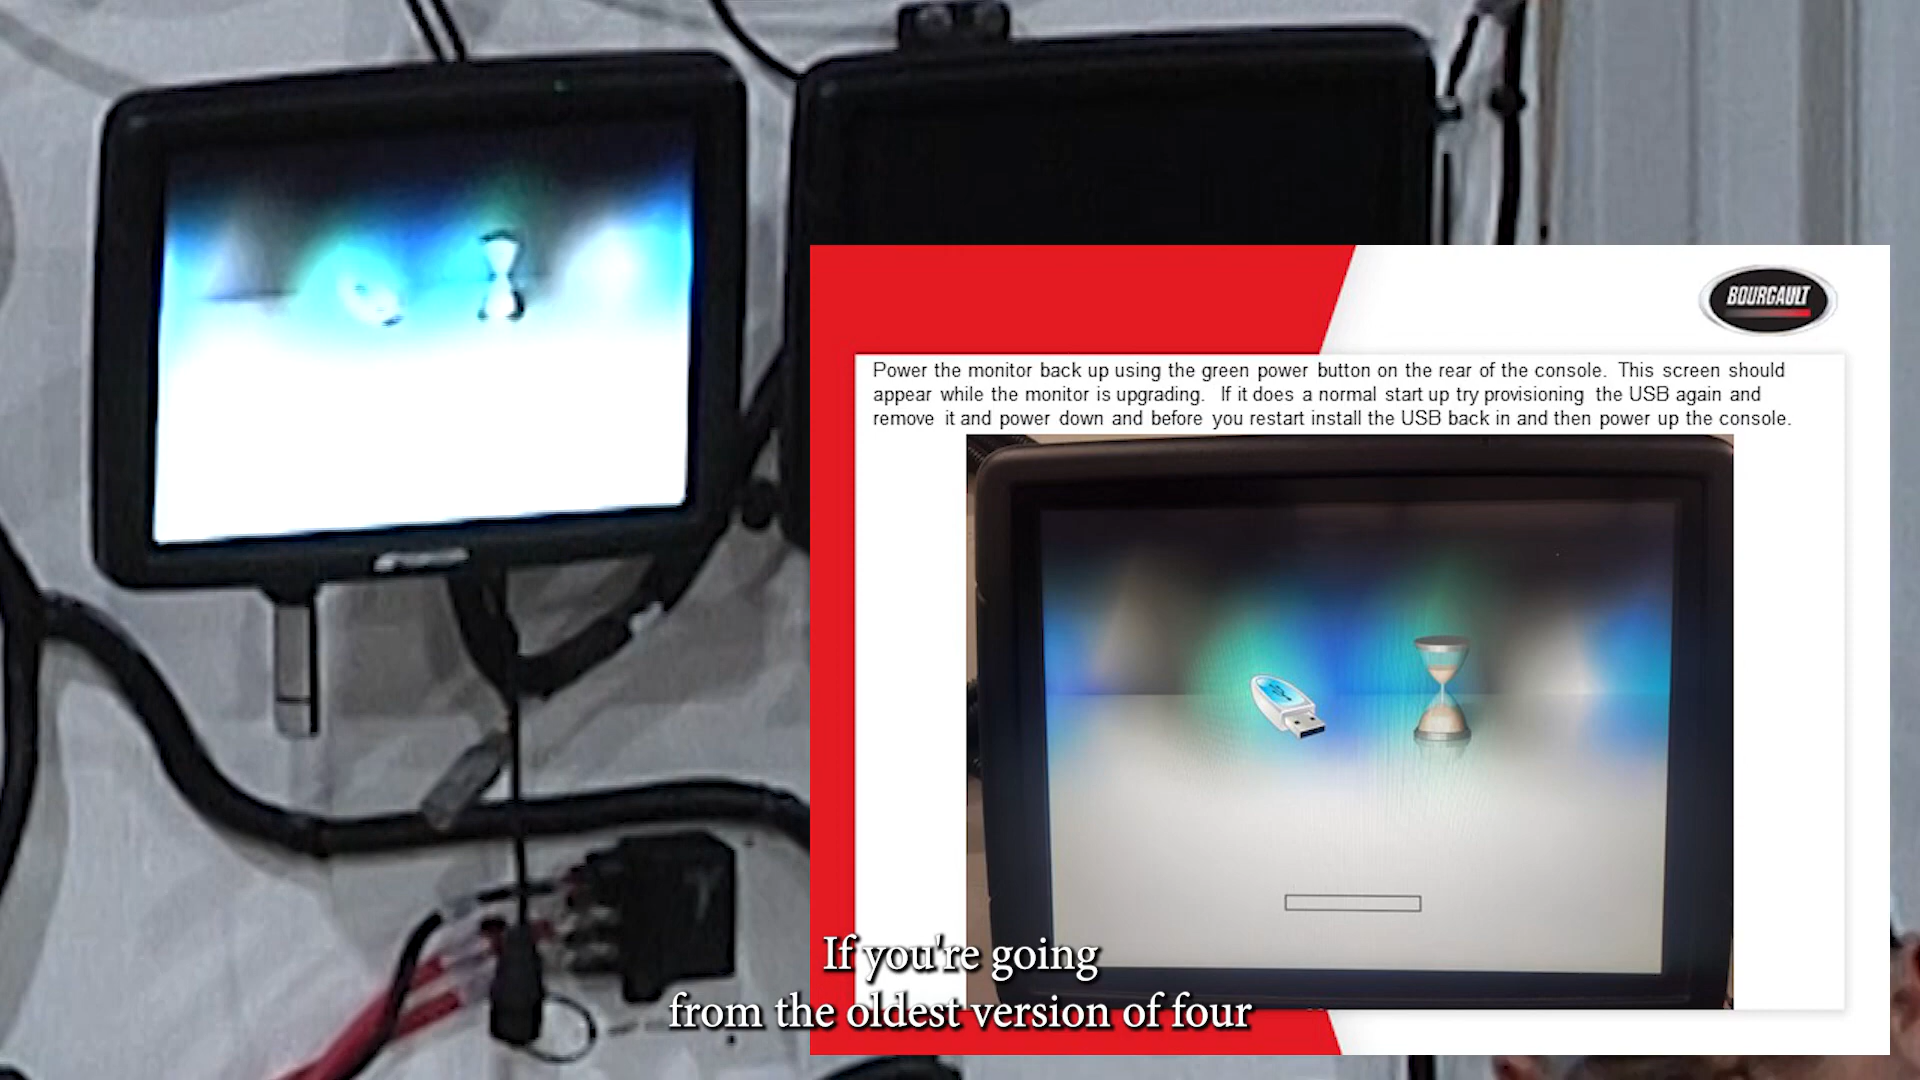 BOURGAULT
Power the monitor back up using the green power button on the rear of the console. This screen should
appear while the monitor is upgrading. If it does a normal start up try provisioning the USB again and
remove it and power down and before you restart install the USB back in and then power up the console.
If you're going
from the oldest version of four